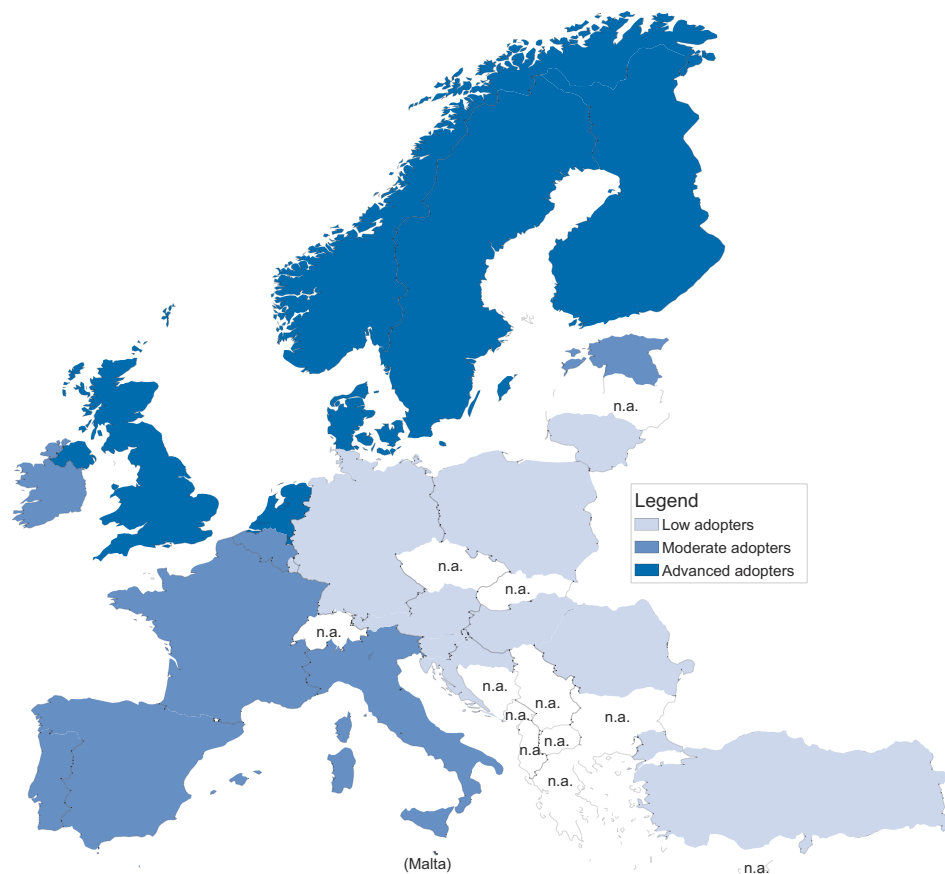 n.a.
Legend
Low adopters
Moderate adopters
Advanced adopters
n.a.
n.a.
n.a.
n.a.
n.a.
n.a.
n.a.
n.a.
n.a.
n.a.
(Malta)
n.a.